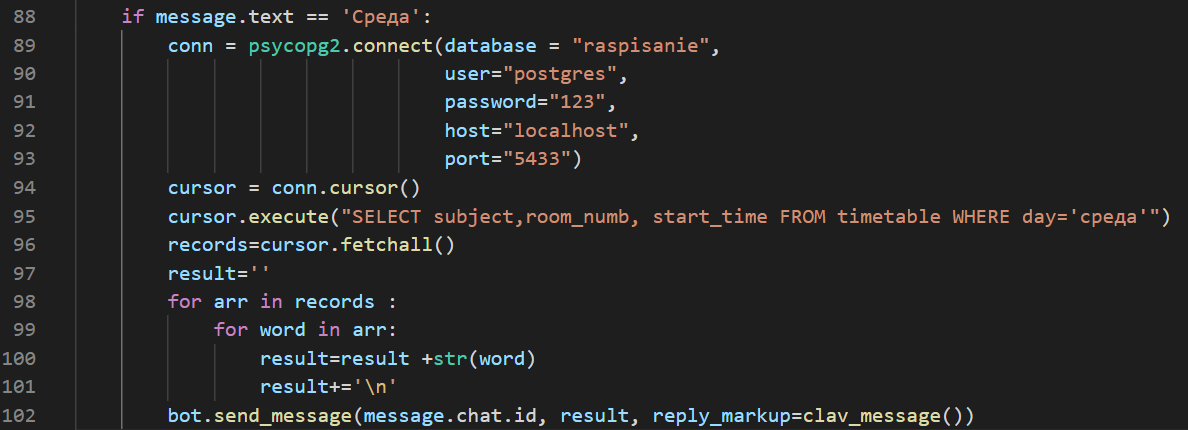 88 if message.text == 'Среда':
89 conn = psycopg2.connect(database = "raspisanie",
90 user="postgres",
91 password="123",
92 host="localhost",
93 port="5433")
94 cursor = conn.cursor()
95 cursor.execute("SELECT subject,room_numb, start_time FROM timetable WHERE day='среда'")
96 records=cursor.fetchall()
97 result=''
98 for arr in records :
99 for word in arr:
100 result=result +str(word)
101 result+='\n'
102 bot.send_message(message.chat.id, result, reply_markup=clav_message())